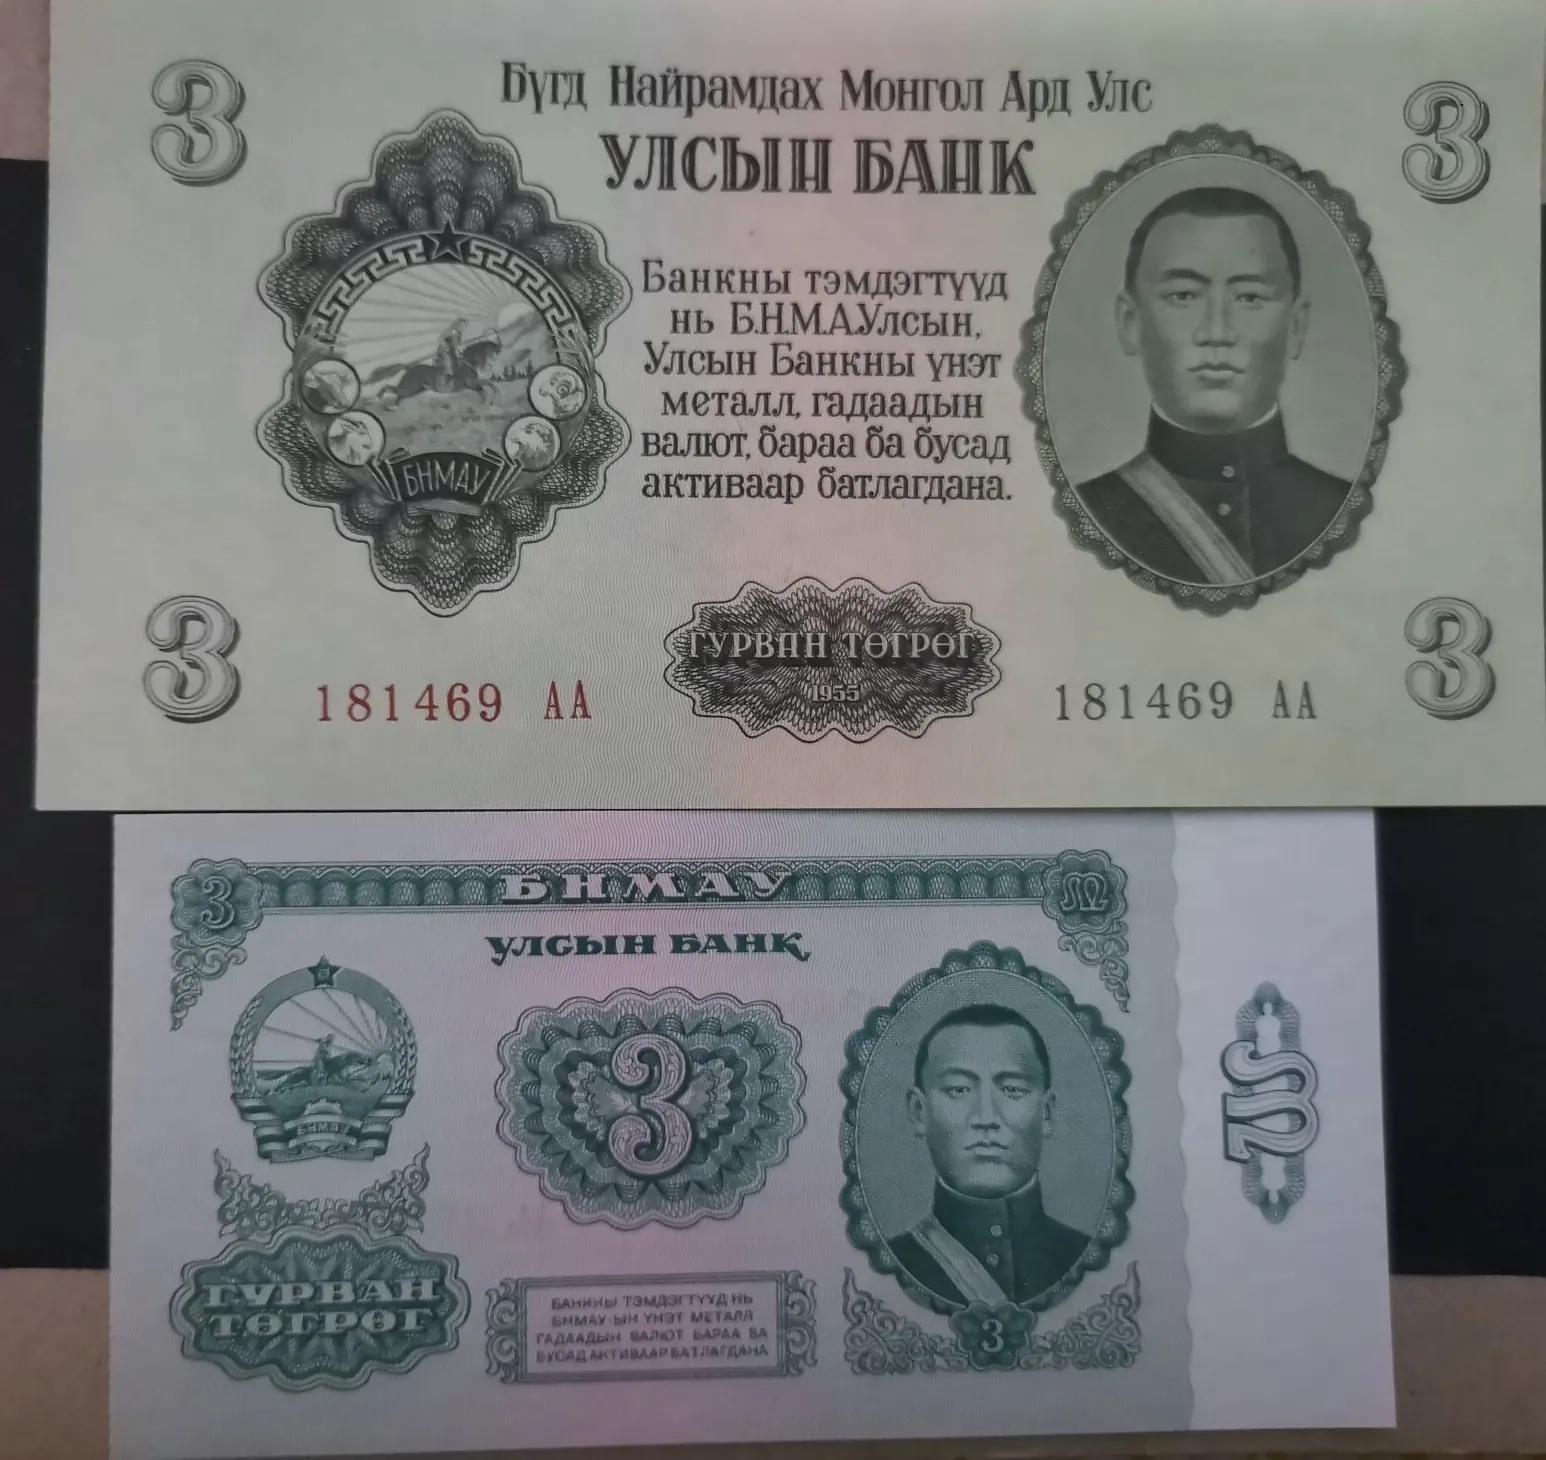 3
Бүгд Найрамдах Монгол Ард Улс
3
УЛСЫН БАНК
Банкны тэмдэгтүүд
нь Б.Н.М.А.Улсын,
Улсын Банкны үнэт
металл, гадаадын
валют, бараа ба бусад
активаар батлагдана.
БНМАУ
3
ГУРВАН ТӨГРӨГ
1955
3
181469 АА
181469 АА
3
БНМАУ
УЛСЫН БАНК
3
3
БНМАУ
ГУРВАН
ТӨГРӨГ
БАНКНЫ ТЭМДЭГТҮҮД НЬ
БНМАУ-ЫН ҮНЭТ МЕТАЛЛ
ГАДААДЫН ВАЛЮТ БАРАА БА
БУСАД АКТИВААР БАТЛАГДАНА
3